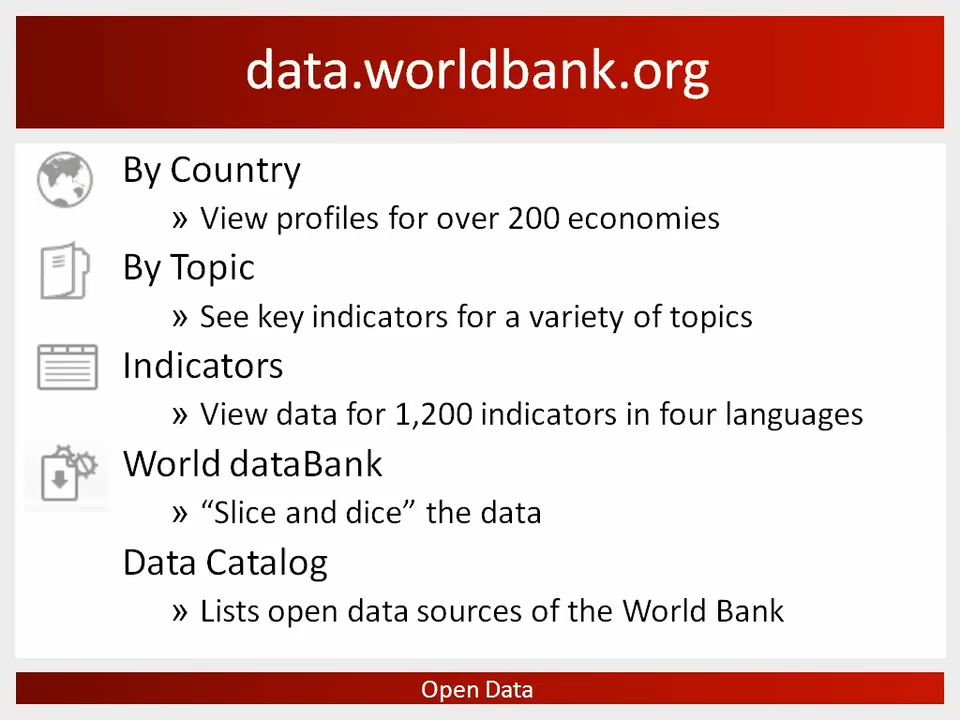 data.worldbank.org
By Country
» View profiles for over 200 economies
By Topic
» See key indicators for a variety of topics
Indicators
» View data for 1,200 indicators in four languages
World dataBank
» “Slice and dice” the data
Data Catalog
» Lists open data sources of the World Bank
Open Data